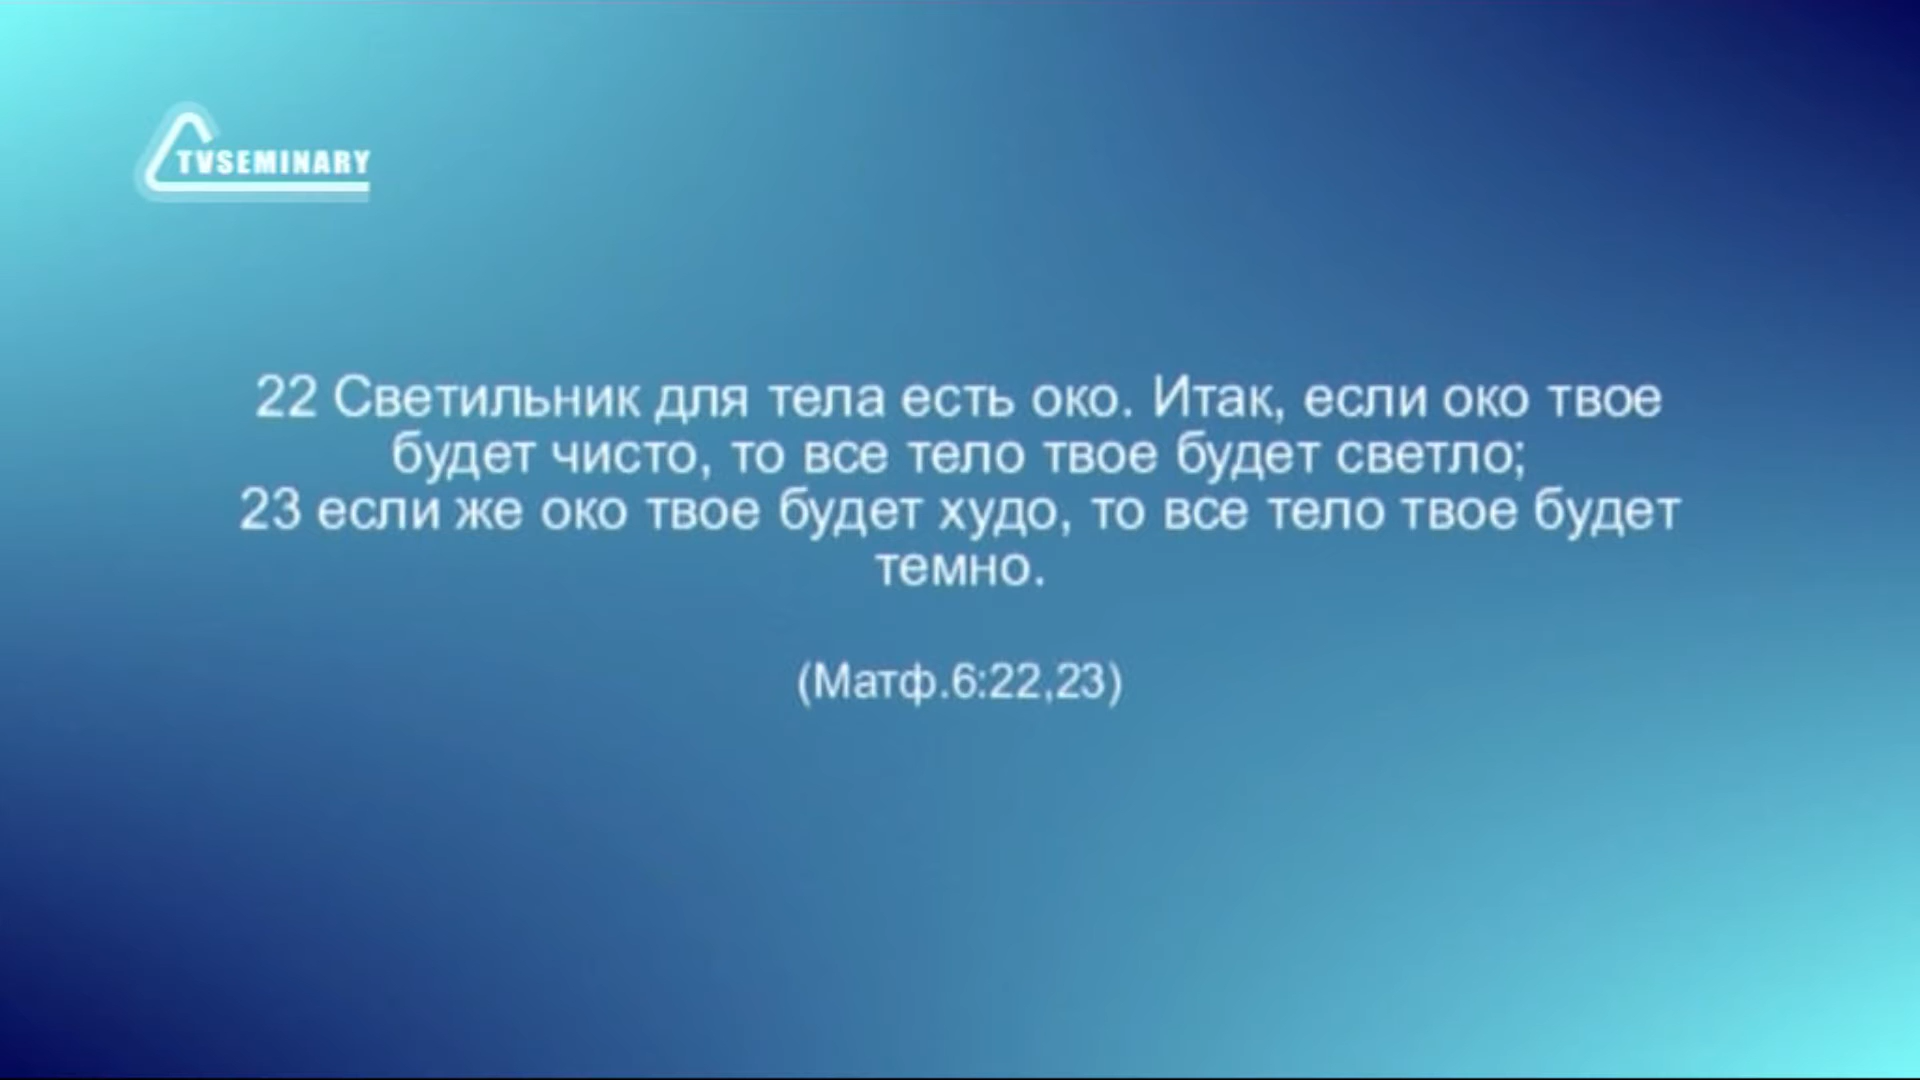 TVSEMINARY
22 Светильник для тела есть око. Итак, если око твое
будет чисто, то все тело твое будет светло;
23 если же око твое будет худо, то все тело твое будет
темно.
(Матф.6:22,23)